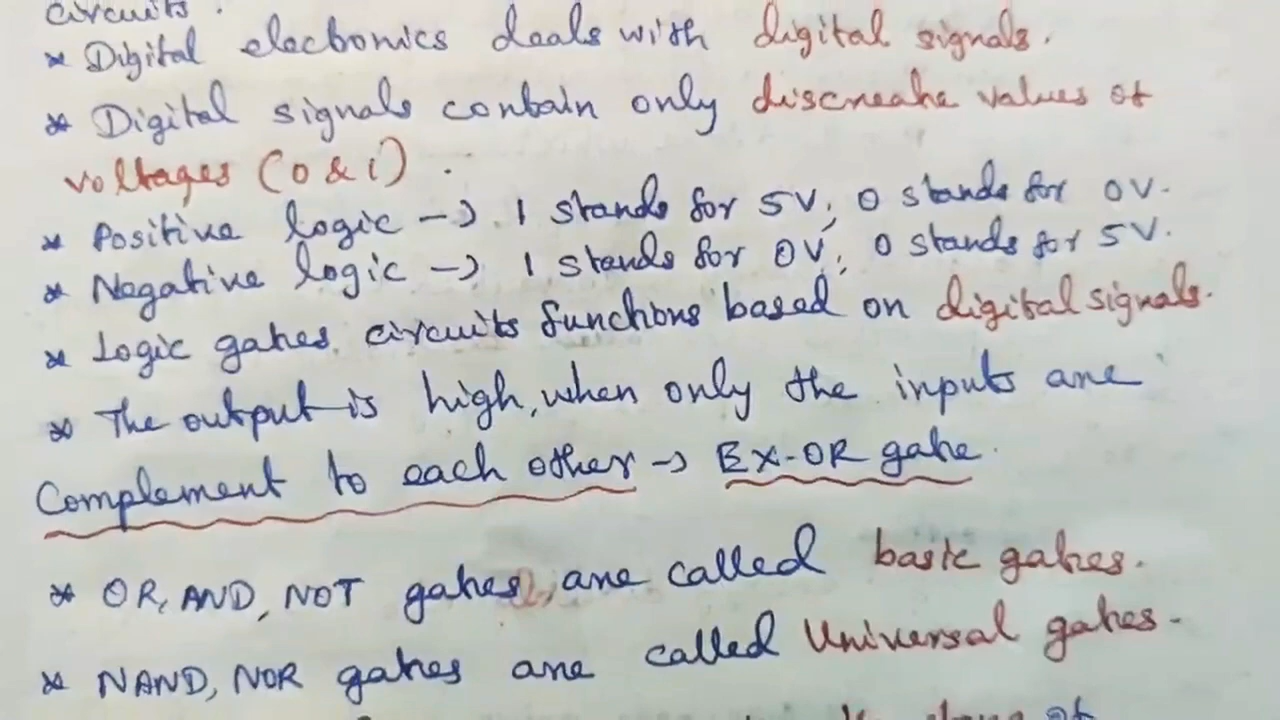 circuits.
* Digital electronics deals with digital signals.
* Digital signals contain only discreate values of
voltages (0 & 1).
* Positive logic → 1 stands for 5V; 0 stands for 0V.
* Negative logic → 1 stands for 0V; 0 stands for 5V.
* Logic gates circuits functions based on digital signals.
* The output is high, when only the inputs are
Complement to each other → EX-OR gate.
* OR, AND, NOT gates, are called basic gates.
* NAND, NOR gates are called Universal gates.